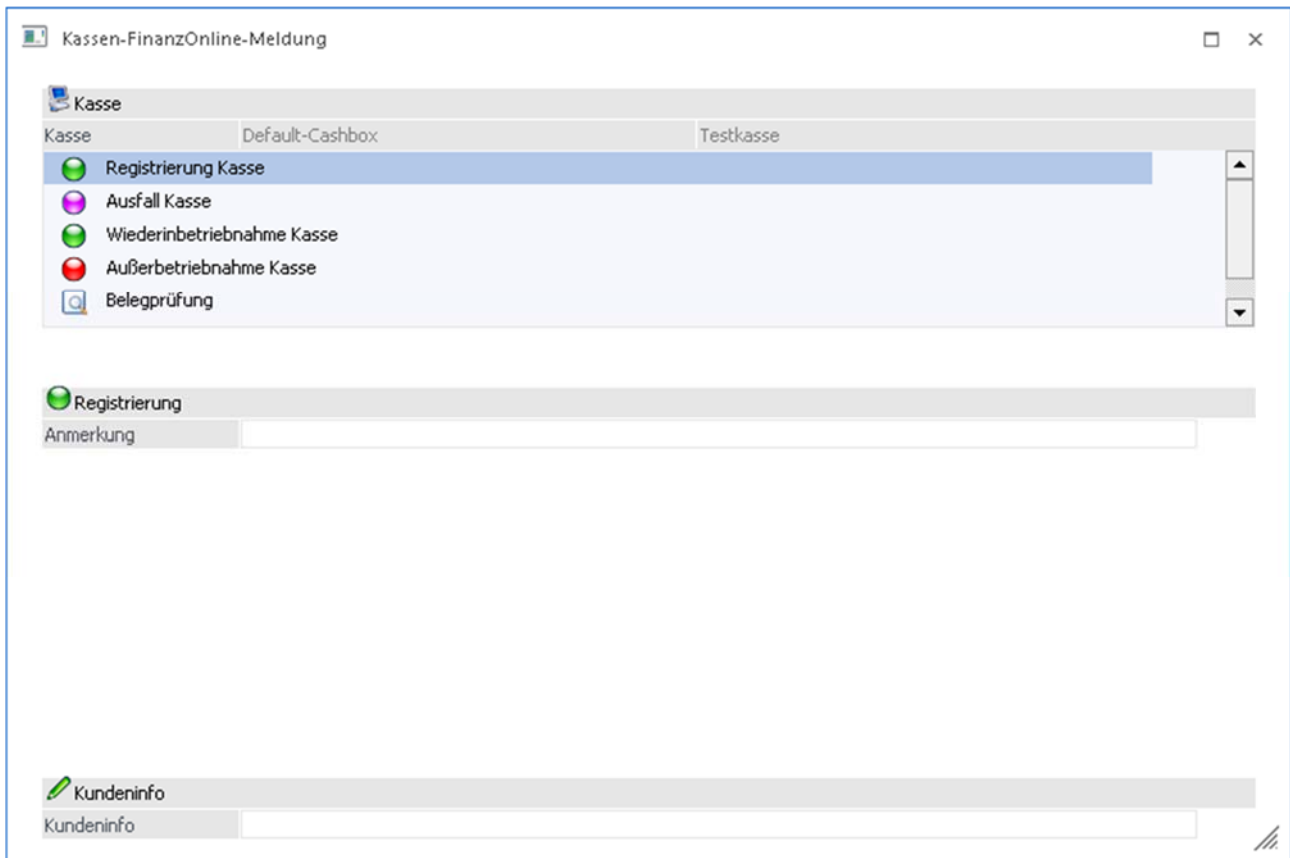 Kassen-FinanzOnline-Meldung
Kasse
Kasse Default-Cashbox Testkasse
Registrierung Kasse
Ausfall Kasse
Wiederinbetriebnahme Kasse
Außerbetriebnahme Kasse
Belegprüfung
Registrierung
Anmerkung
Kundeninfo
Kundeninfo